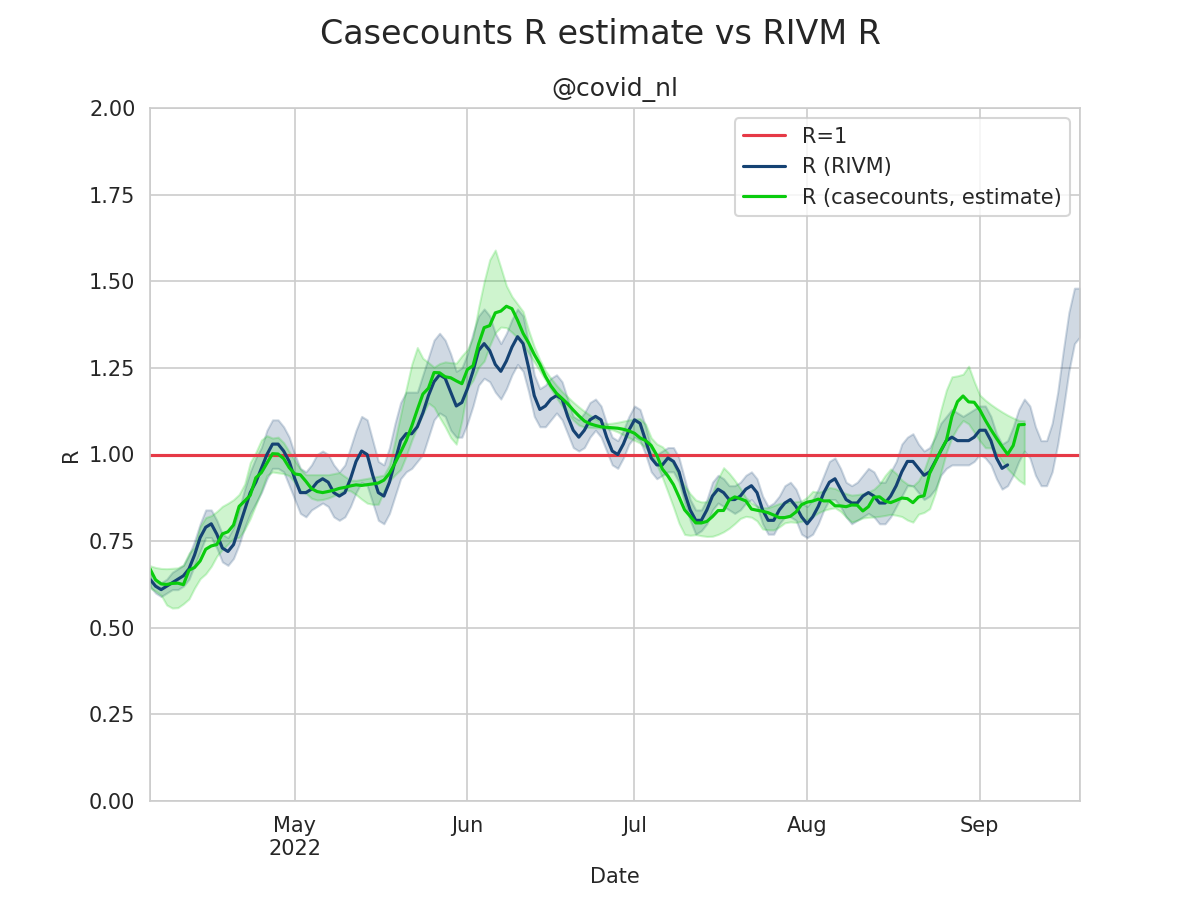 Casecounts R estimate vs RIVM R
@covid_nl
R=1
R (RIVM)
R (casecounts, estimate)
2.00
1.75
1.50
1.25
1.00
0.75
0.50
0.25
0.00
R
May
2022
Jun
Jul
Aug
Sep
Date